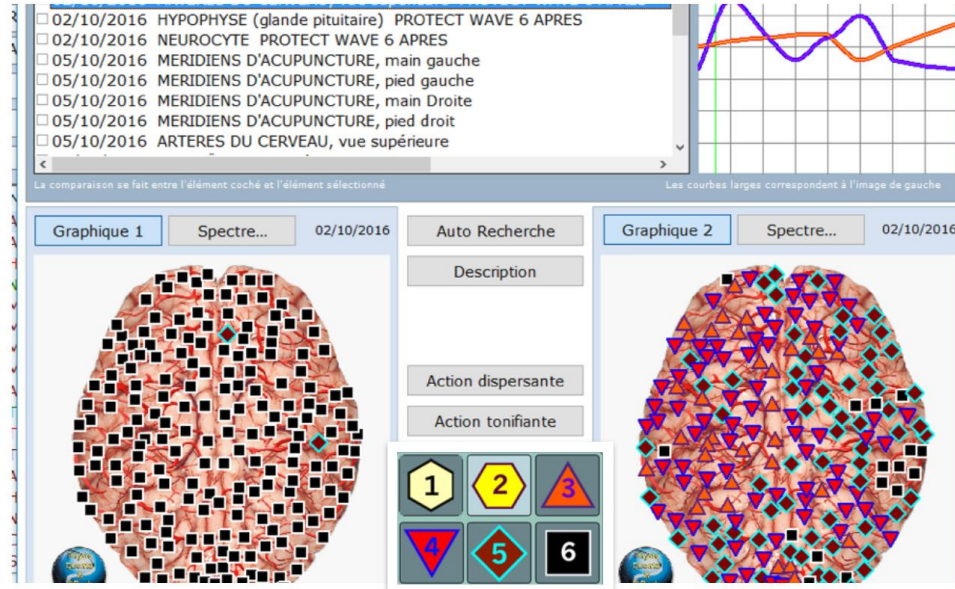 02/10/2016 HYPOPHYSE (glande pituitaire) PROTECT WAVE 6 APRES
02/10/2016 NEUROCYTE PROTECT WAVE 6 APRES
05/10/2016 MERIDIENS D'ACUPUNCTURE, main gauche
05/10/2016 MERIDIENS D'ACUPUNCTURE, pied gauche
05/10/2016 MERIDIENS D'ACUPUNCTURE, main Droite
05/10/2016 MERIDIENS D'ACUPUNCTURE, pied droit
05/10/2016 ARTERES DU CERVEAU, vue supérieure
La comparaison se fait entre l'élément coché et l'élément sélectionné
Les courbes larges correspondent à l'image de gauche
Graphique 1 Spectre... 02/10/2016
Auto Recherche
Graphique 2 Spectre... 02/10/2016
Description
Action dispersante
Action tonifiante
1 2 3
4 5 6